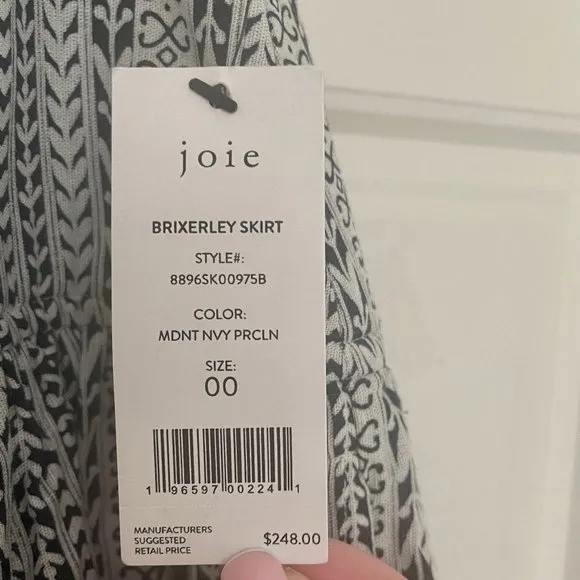 joie
BRIXERLEY SKIRT
STYLE#:
8896SK00975B
COLOR:
MDNT NVY PRCLN
SIZE:
00
1 96597 00224 1
MANUFACTURERS
SUGGESTED
RETAIL PRICE $248.00